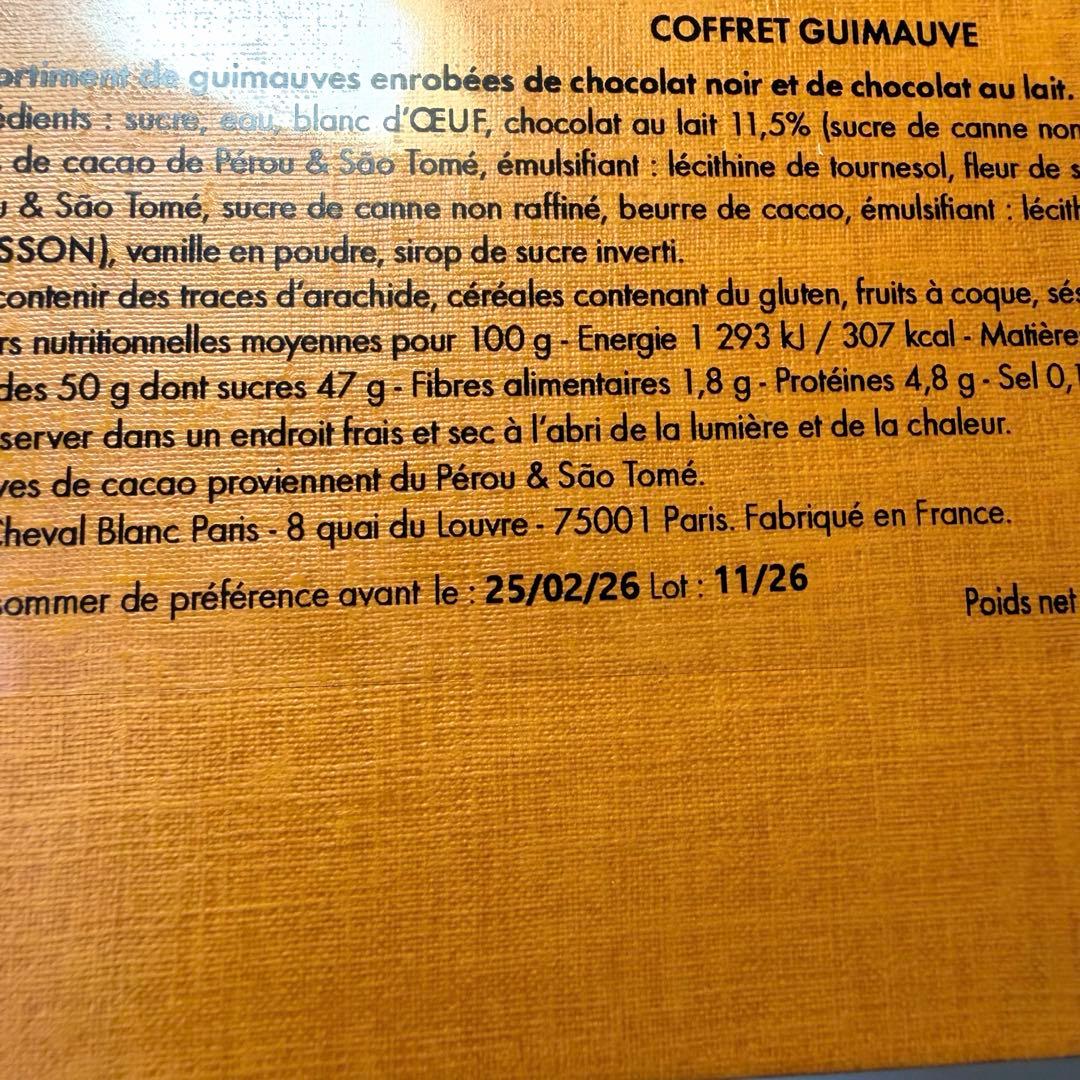 COFFRET GUIMAUVE
ortiment de guimauves enrobées de chocolat noir et de chocolat au lait.
édients : sucre, eau, blanc d'ŒUF, chocolat au lait 11,5% (sucre de canne non
de cacao de Pérou & São Tomé, émulsifiant : lécithine de tournesol, fleur de s
& São Tomé, sucre de canne non raffiné, beurre de cacao, émulsifiant : lécith
SSON), vanille en poudre, sirop de sucre inverti.
contenir des traces d'arachide, céréales contenant du gluten, fruits à coque, sés
rs nutritionnelles moyennes pour 100 g - Energie 1 293 kJ / 307 kcal - Matière
des 50 g dont sucres 47 g - Fibres alimentaires 1,8 g - Protéines 4,8 g - Sel 0,1
server dans un endroit frais et sec à l'abri de la lumière et de la chaleur.
ves de cacao proviennent du Pérou & São Tomé.
Cheval Blanc Paris - 8 quai du Louvre - 75001 Paris. Fabriqué en France.
sommer de préférence avant le : 25/02/26 Lot : 11/26
Poids net